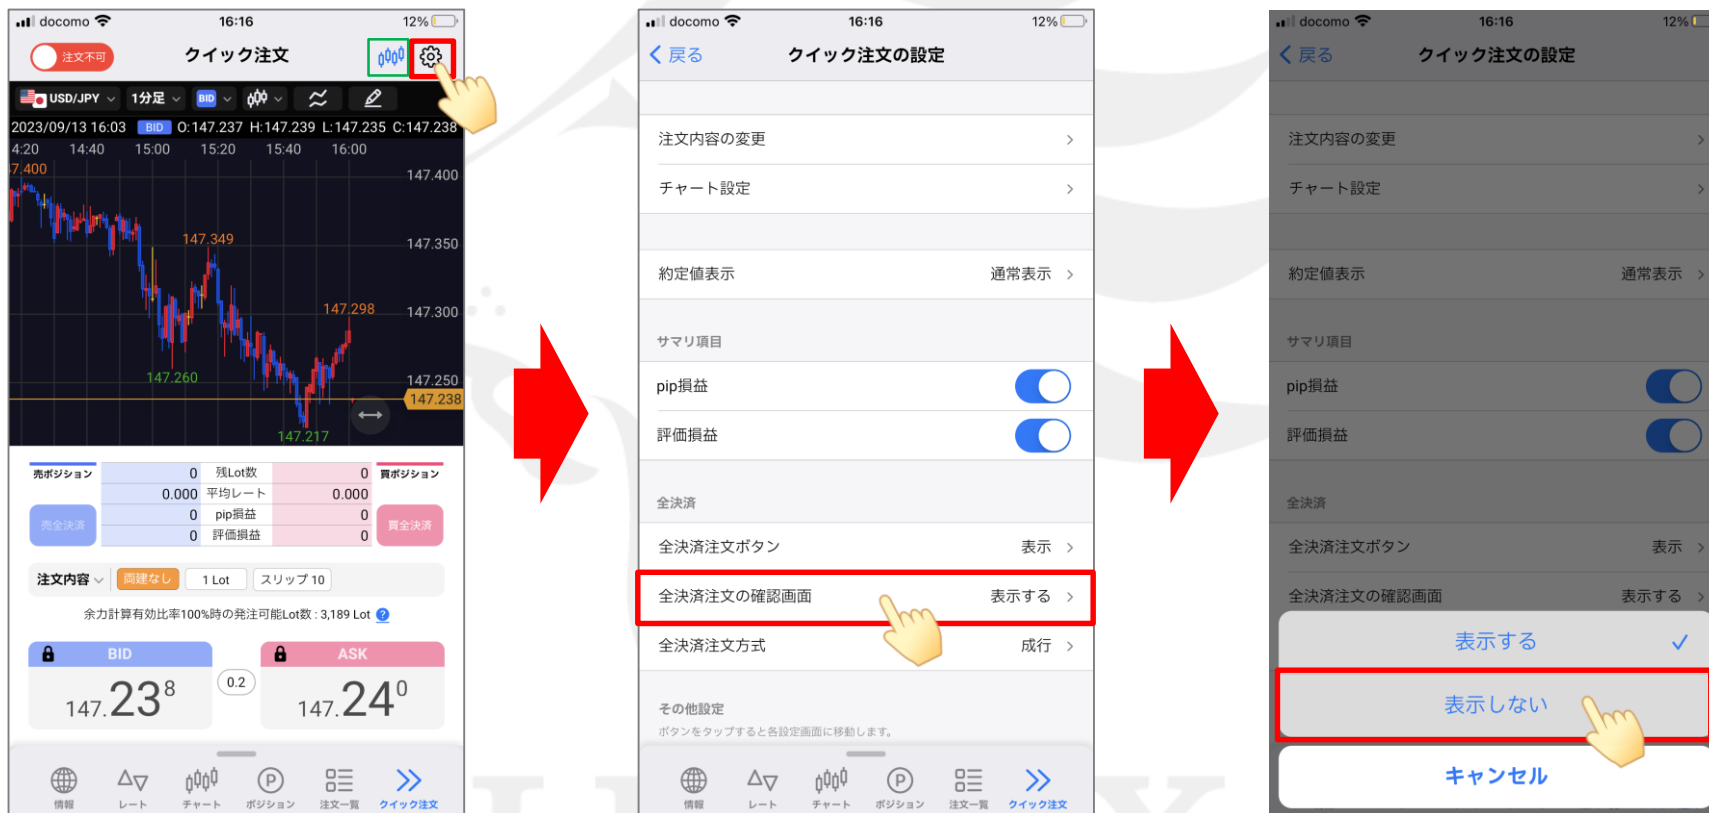 docomo 16:16 12%
注文不可 クイック注文
USD/JPY 1分足 BID
2023/09/13 16:03 BID O:147.237 H:147.239 L:147.235 C:147.238
4:20 14:40 15:00 15:20 15:40 16:00
7.400
147.400
147.349
147.350
147.298
147.300
147.260
147.250
147.238
147.217
売ポジション 0 残Lot数 0 買ポジション
0.000 平均レート 0.000
売全決済 0 pip損益 0 買全決済
0 評価損益 0
注文内容 両建なし 1 Lot スリップ 10
余力計算有効比率100%時の発注可能Lot数 : 3,189 Lot ?
BID ASK
147.238 0.2 147.240
情報 レート チャート ポジション 注文一覧 クイック注文
docomo 16:16 12%
戻る クイック注文の設定
注文内容の変更
チャート設定
約定値表示 通常表示
サマリ項目
pip損益
評価損益
全決済
全決済注文ボタン 表示
全決済注文の確認画面 表示する
全決済注文方式 成行
その他設定
ボタンをタップすると各設定画面に移動します。
情報 レート チャート ポジション 注文一覧 クイック注文
docomo 16:16 12%
戻る クイック注文の設定
注文内容の変更
チャート設定
約定値表示 通常表示
サマリ項目
pip損益
評価損益
全決済
全決済注文ボタン 表示
全決済注文の確認画面 表示する
表示する
表示しない
キャンセル